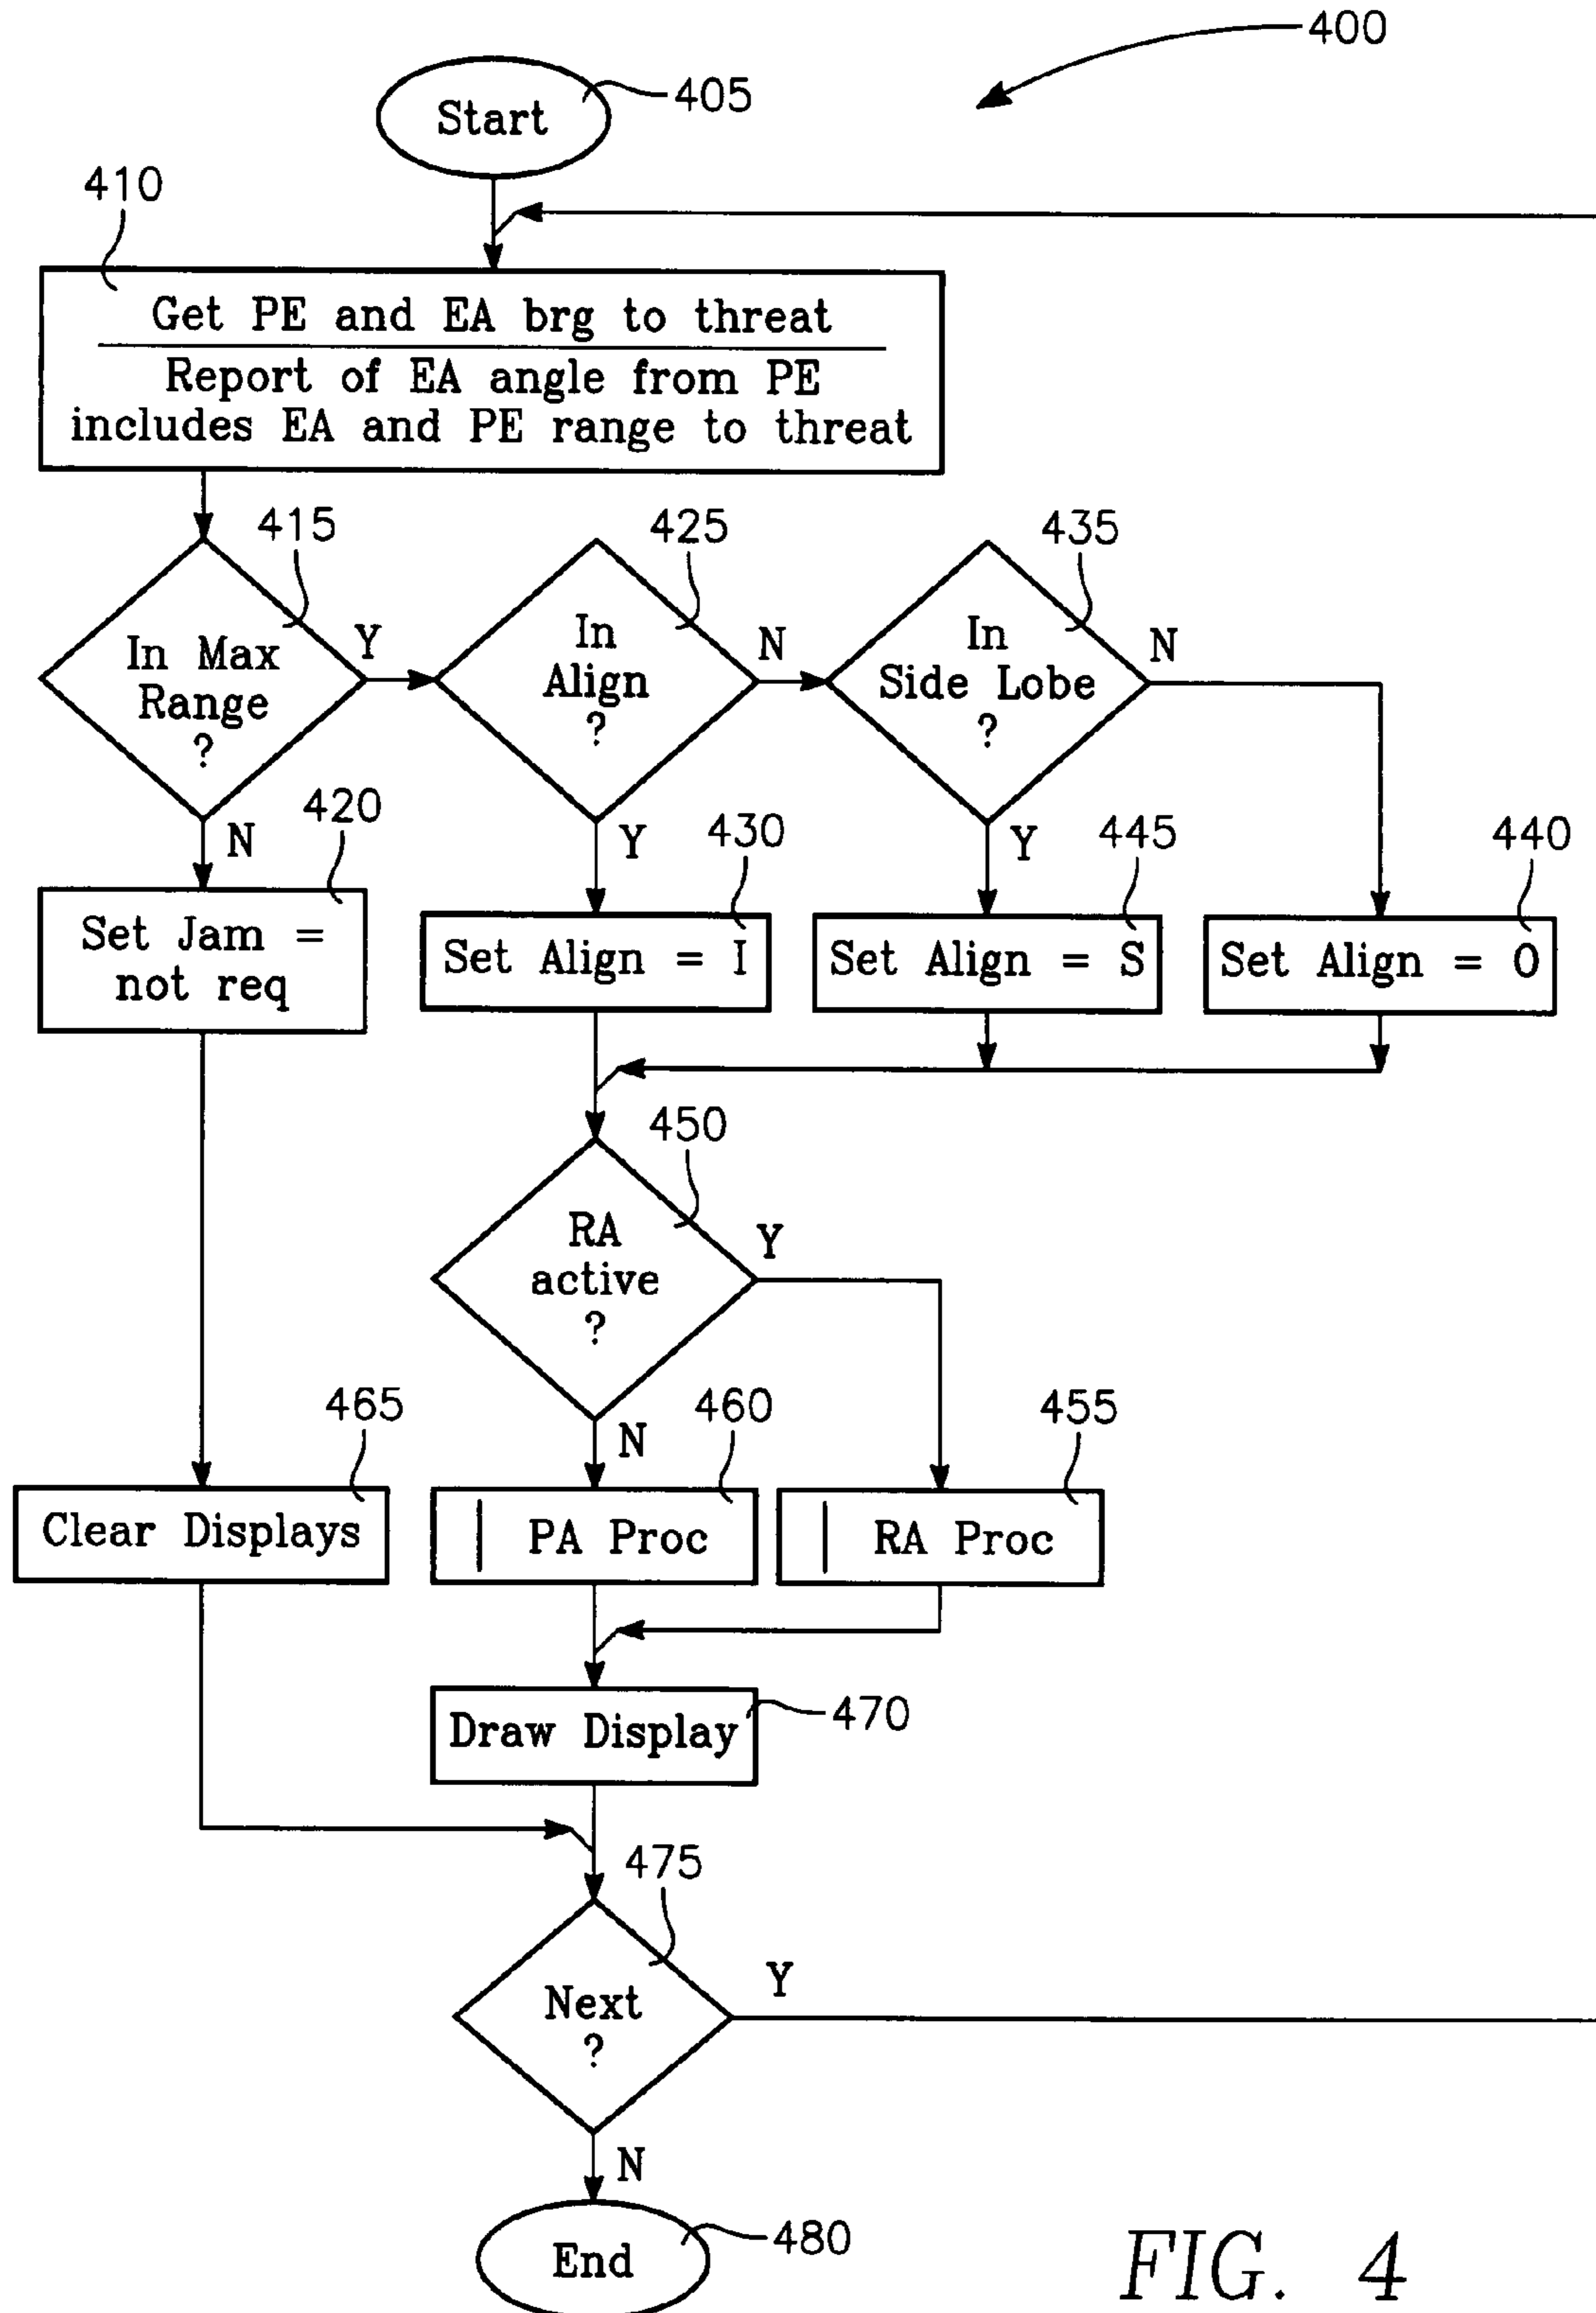 400
Start
405
410
Get PE and EA brg to threat
Report of EA angle from PE
includes EA and PE range to threat
415
425
435
In Max
Range
?
Y
In
Align
?
N
In
Side Lobe
?
N
N
420
Y
430
Y
445
440
Set Jam =
not req
Set Align = I
Set Align = S
Set Align = O
450
RA
active
?
Y
N
465
460
455
Clear Displays
PA Proc
RA Proc
Draw Display
470
475
Next
?
Y
N
End
480
FIG. 4